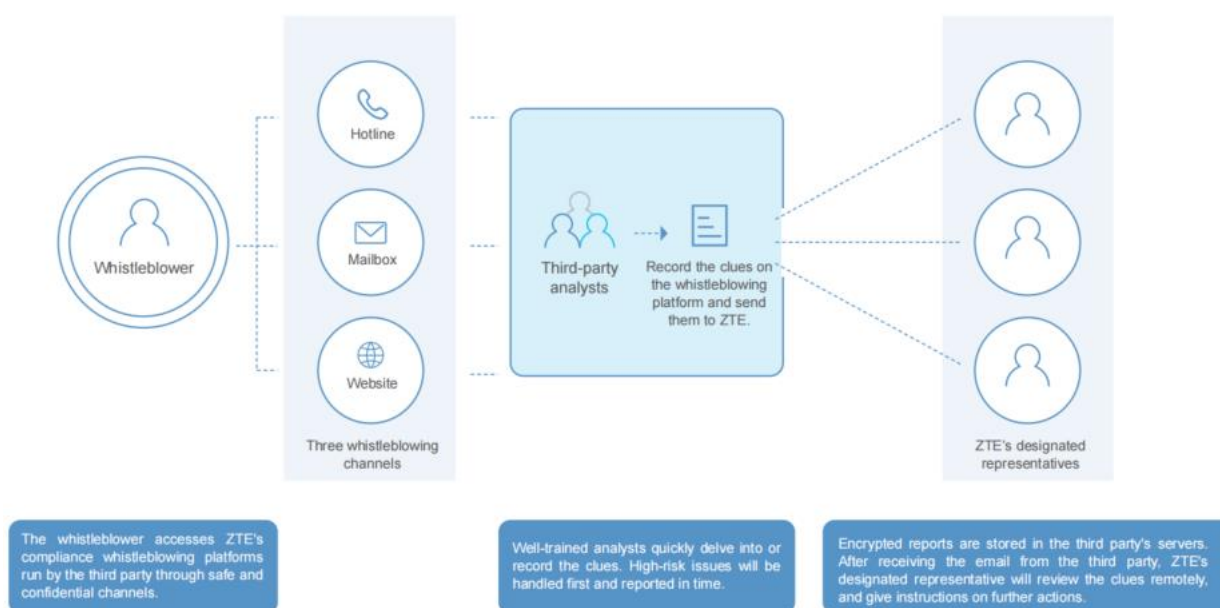 Hotline
Whistleblower
Mailbox
Website
Three whistleblowing
channels
Third-party
analysts
Record the clues on
the whistleblowing
platform and send
them to ZTE.
ZTE's designated
representatives
The whistleblower accesses ZTE's
compliance whistleblowing platforms
run by the third party through safe and
confidential channels.
Well-trained analysts quickly delve into or
record the clues. High-risk issues will be
handled first and reported in time.
Encrypted reports are stored in the third party's servers.
After receiving the email from the third party, ZTE's
designated representative will review the clues remotely,
and give instructions on further actions.